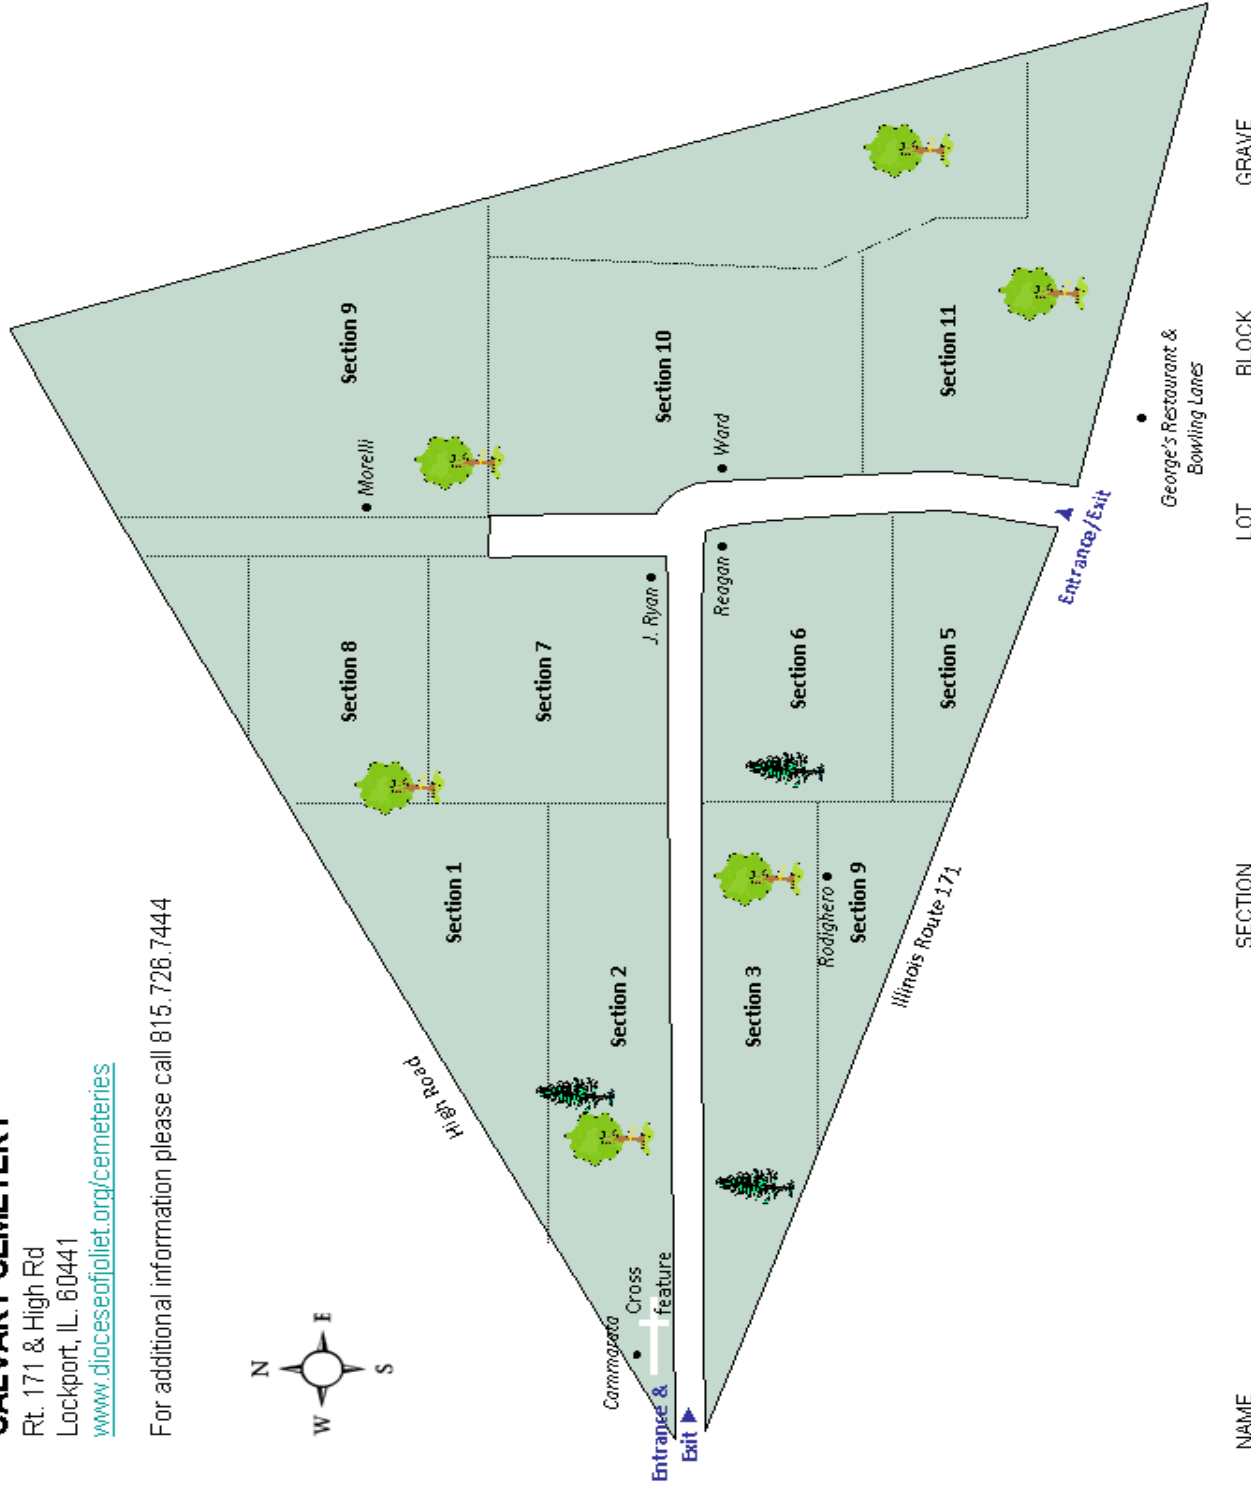 CALVARY CEMETERY
Rt. 171 & High Rd
Lockport, IL. 60441
www.dioceseofjoliet.org/cemeteries
For additional information please call 815.726.7444
N
W
E
S
High Road
Section 1
Section 8
Section 9
Morelli
Section 7
Section 2
J. Ryan
Section 10
Ward
Cammarata
Cross
feature
Entrance &
Exit
Section 3
Rodighero
Section 9
Section 6
Reagan
Section 5
Section 11
Illinois Route 171
Entrance/Exit
George's Restaurant &
Bowling Lanes
NAME
SECTION
LOT
BLOCK
GRAVE